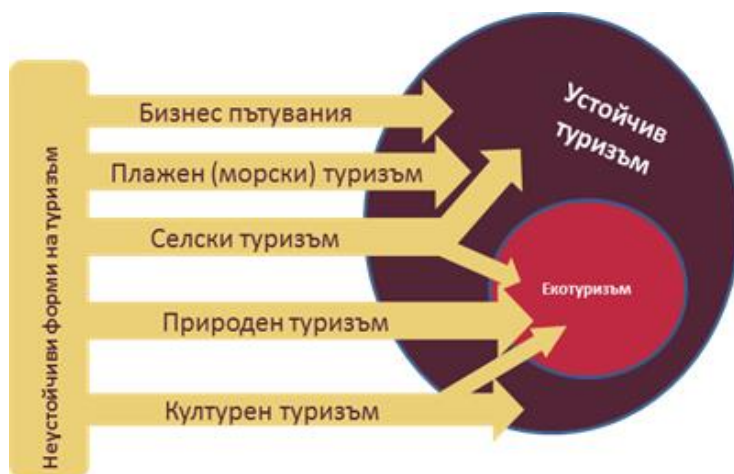 Неустойчиви форми на туризъм
Бизнес пътувания
Плажен (морски) туризъм
Селски туризъм
Природен туризъм
Културен туризъм
Устойчив
туризъм
Екотуризъм